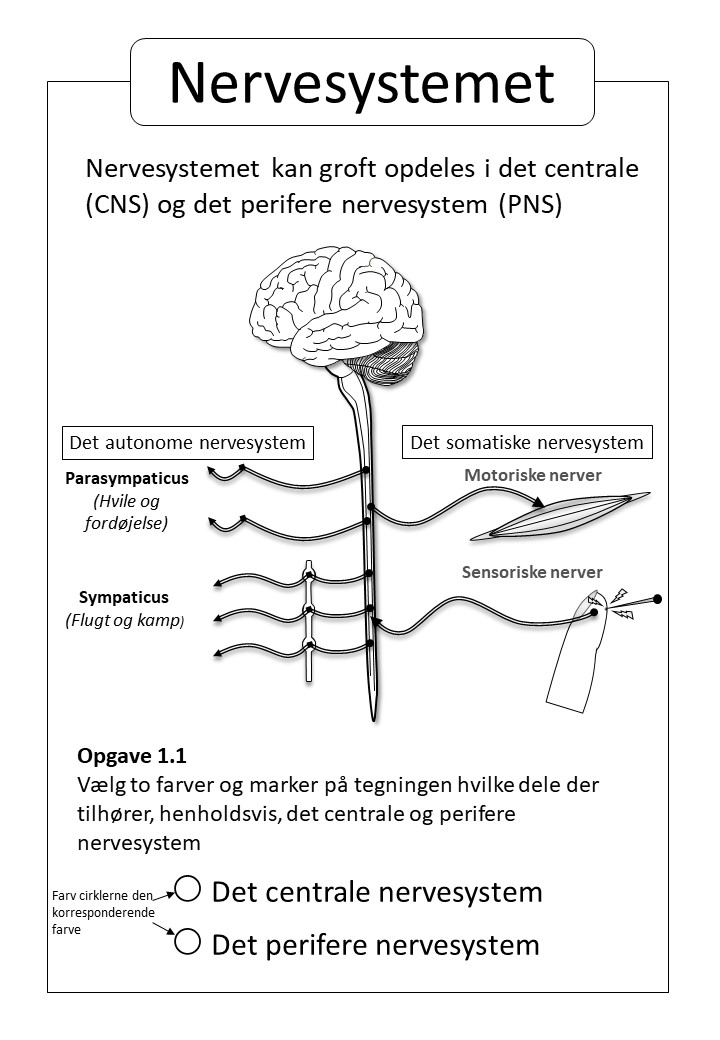 Nervesystemet
Nervesystemet kan groft opdeles i det centrale
(CNS) og det perifere nervesystem (PNS)
Det autonome nervesystem
Det somatiske nervesystem
Parasympaticus
(Hvile og
fordøjelse)
Motoriske nerver
Sensoriske nerver
Sympaticus
(Flugt og kamp)
Opgave 1.1
Vælg to farver og marker på tegningen hvilke dele der
tilhører, henholdsvis, det centrale og perifere
nervesystem
Farv cirklerne den
korresponderende
farve
Det centrale nervesystem
Det perifere nervesystem